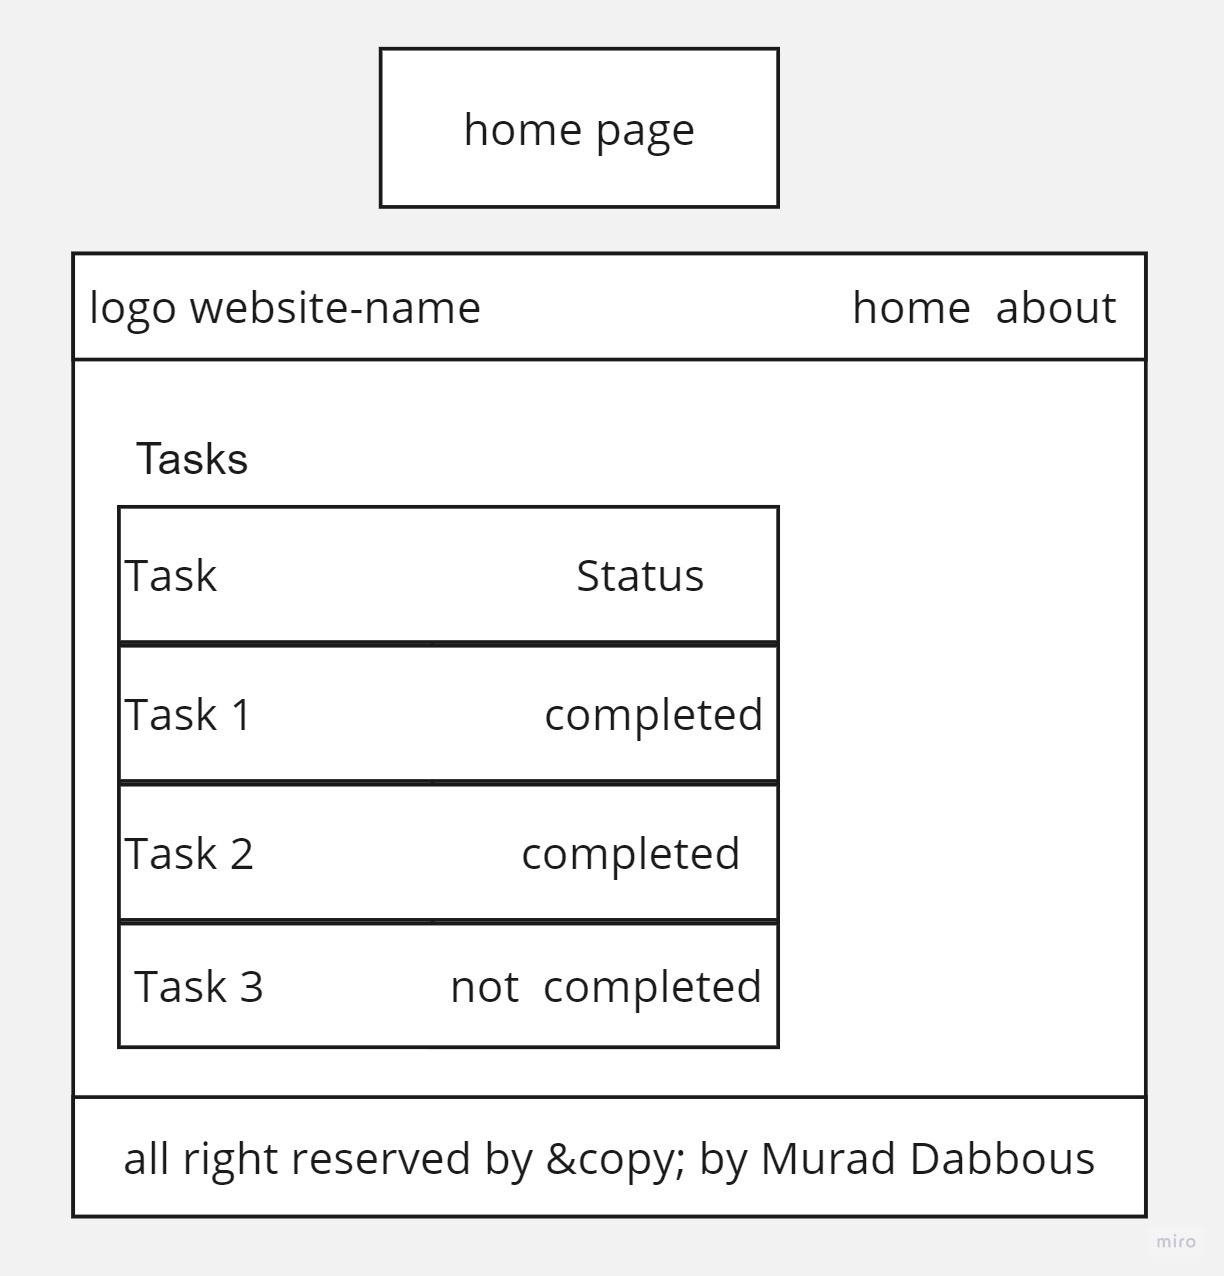 home page
logo website-name home about
Tasks
Task Status
Task 1 completed
Task 2 completed
Task 3 not completed
all right reserved by &copy; by Murad Dabbous
miro